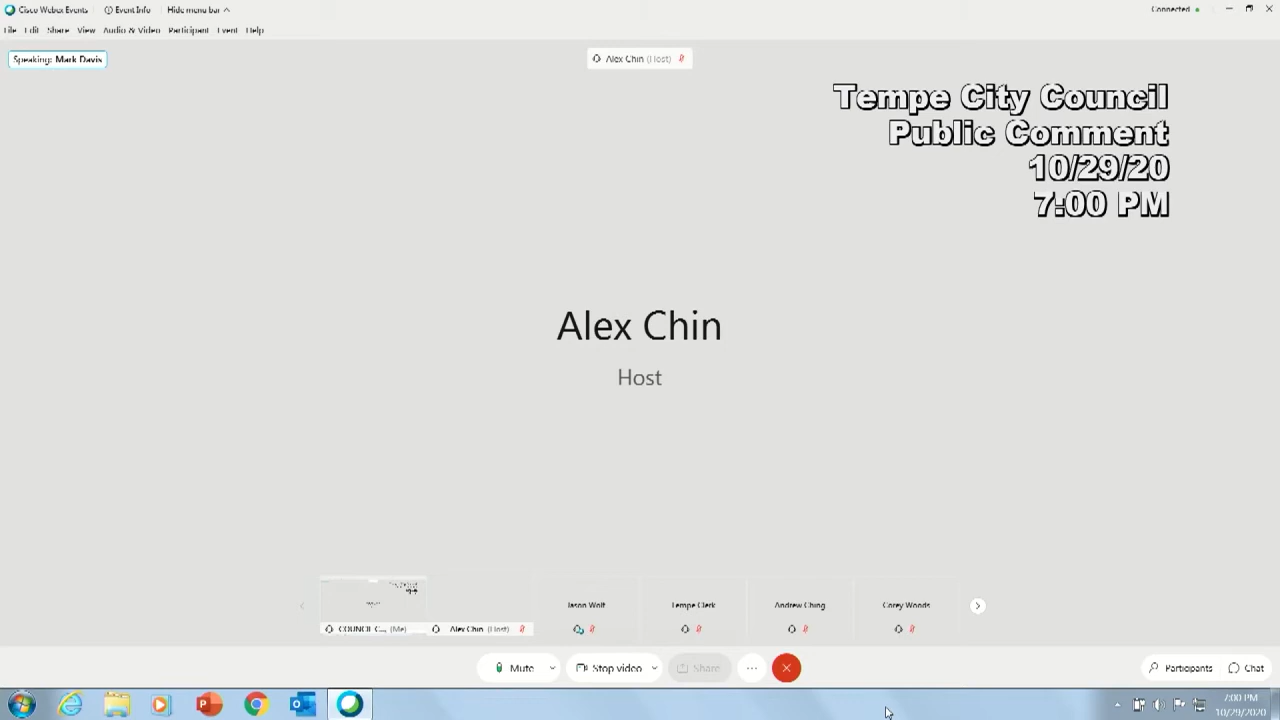 Cisco Webex Events Event Info Hide menu bar Connected
File Edit Share View Audio & Video Participant Event Help
Speaking: Mark Davis
Alex Chin (Host)
Tempe City Council
Public Comment
10/29/20
7:00 PM
Alex Chin
Host
Jason Wolf Tempe Clerk Andrew Ching Corey Woods
COUNCIL C... (Me) Alex Chin (Host)
Mute Stop video Share Participants Chat
7:00 PM
10/29/2020